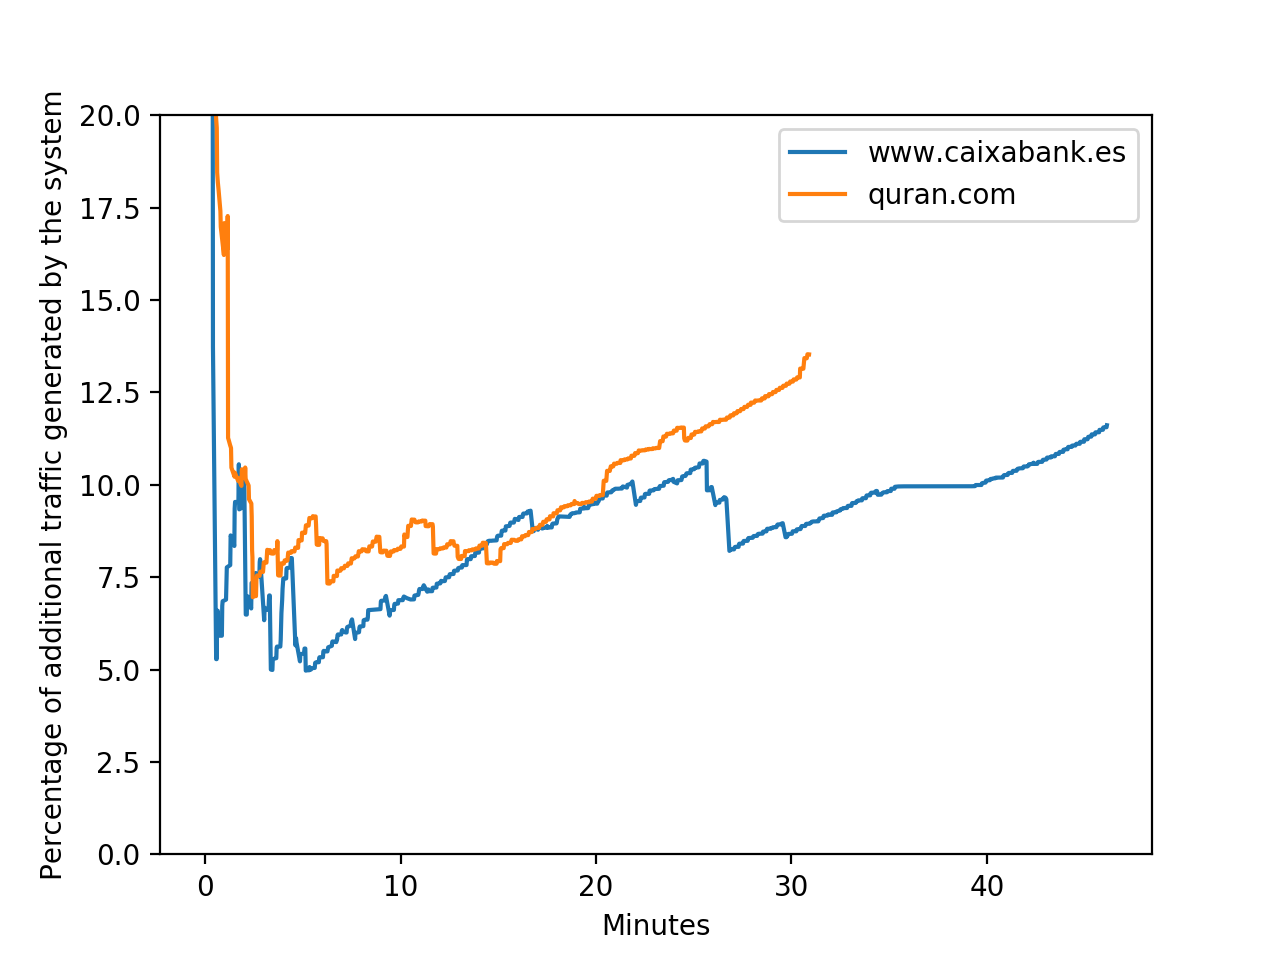 Percentage of additional traffic generated by the system
20.0
17.5
15.0
12.5
10.0
7.5
5.0
2.5
0.0
www.caixabank.es
quran.com
0 10 20 30 40
Minutes